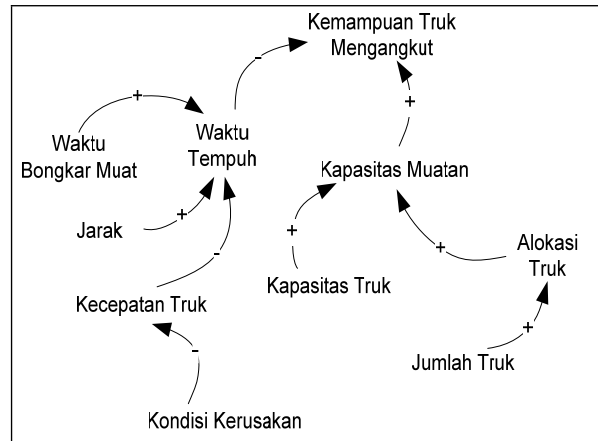 Kemampuan Truk
Mengangkut
-
+
+
Waktu
Bongkar Muat
Waktu
Tempuh
Kapasitas Muatan
Jarak
+
-
+
+
Alokasi
Truk
Kapasitas Truk
Kecepatan Truk
+
-
Jumlah Truk
Kondisi Kerusakan